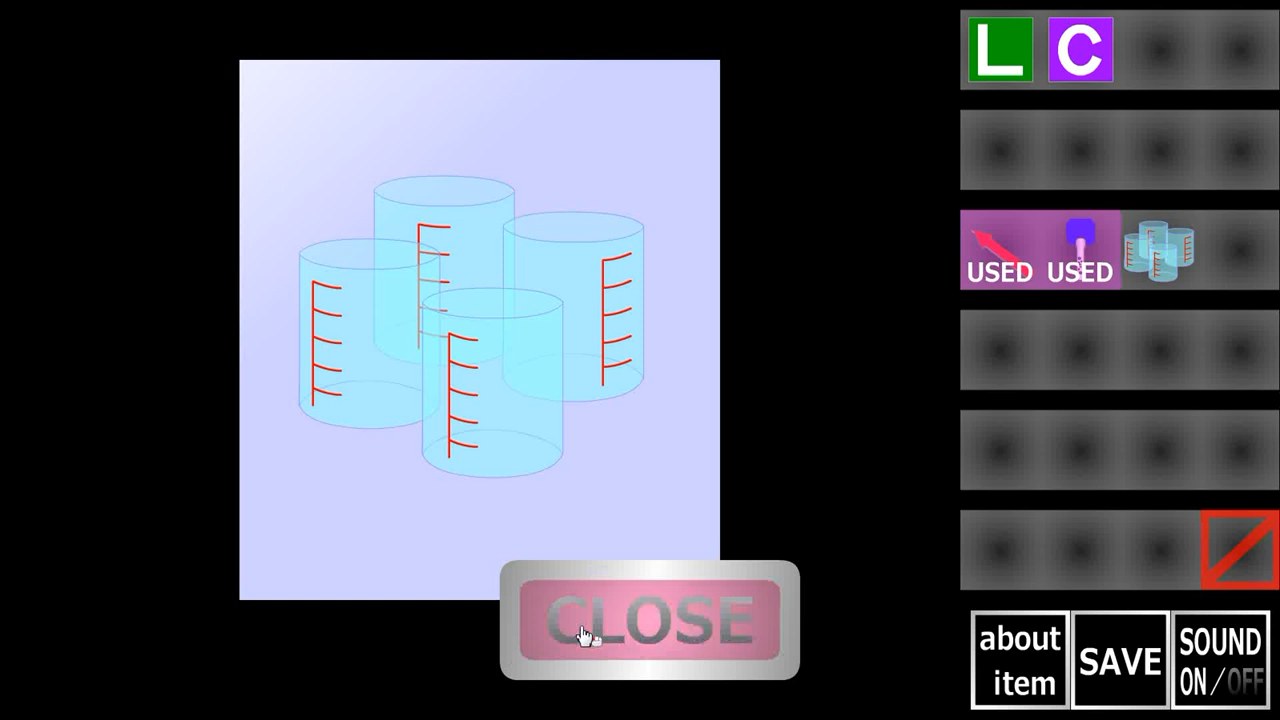 L C
USED USED
CLOSE
about
item
SAVE
SOUND
ON/OFF